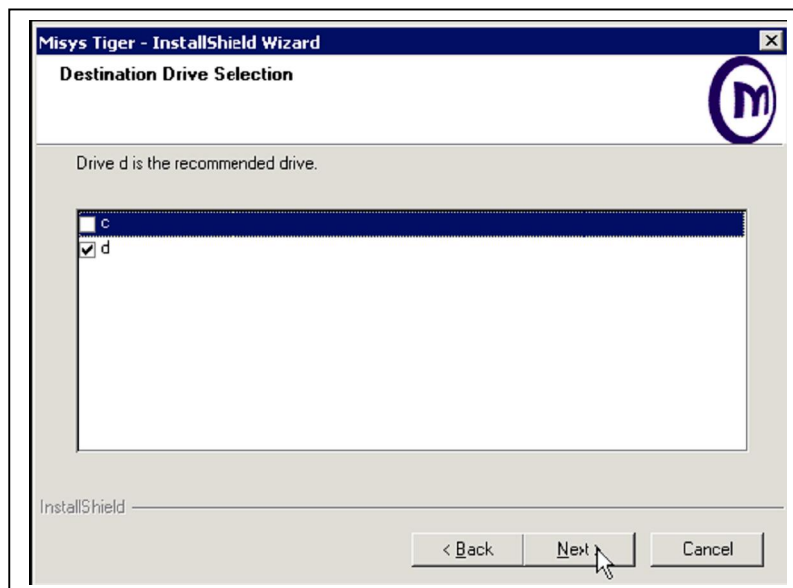 Misys Tiger - InstallShield Wizard
Destination Drive Selection
m
Drive d is the recommended drive.
c
d
InstallShield
< Back
Next >
Cancel